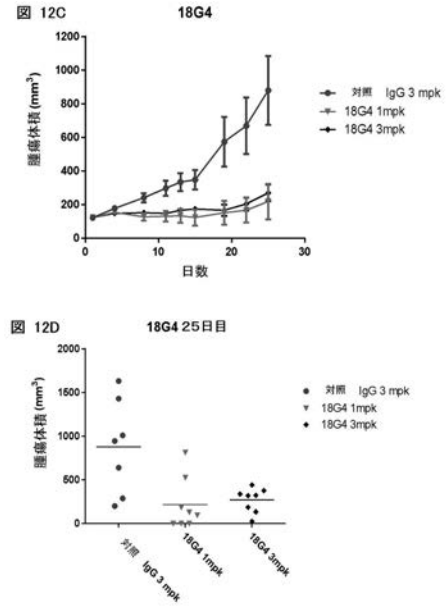 図 12C 18G4
1200
1000
800
600
400
200
0
腫瘍体積 (mm³)
0 10 20 30
日数
対照 IgG 3 mpk
18G4 1mpk
18G4 3mpk
図 12D 18G4 25日目
2000
1500
1000
500
0
腫瘍体積 (mm³)
対照 IgG 3 mpk
18G4 1mpk
18G4 3mpk
対照 IgG 3 mpk
18G4 1mpk
18G4 3mpk